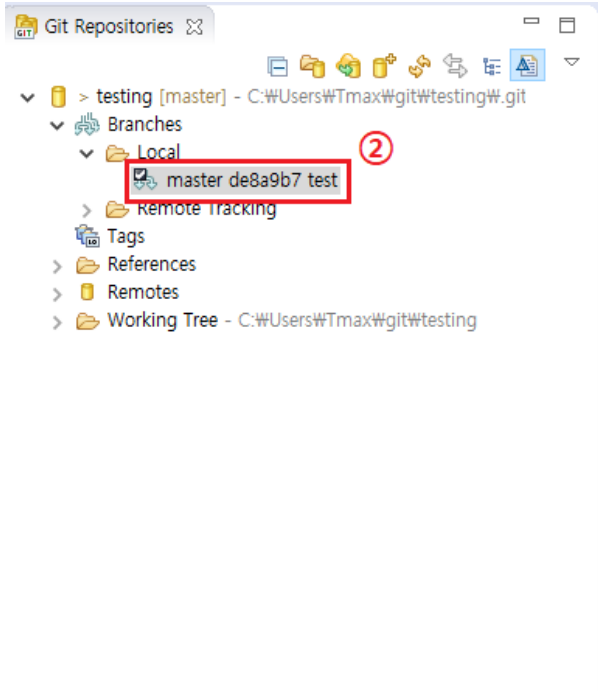 Git Repositories
> testing [master] - C:₩Users₩Tmax₩git₩testing₩.git
Branches
Local
②
master de8a9b7 test
Remote Tracking
Tags
References
Remotes
Working Tree - C:₩Users₩Tmax₩git₩testing